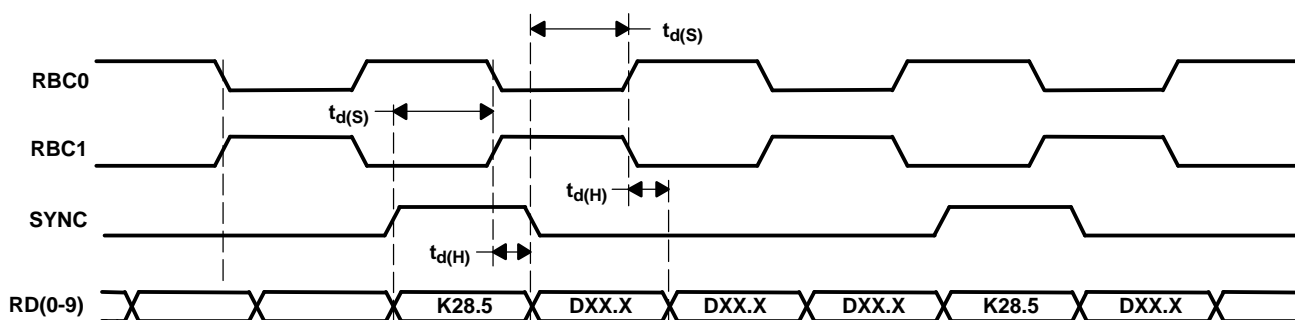 t_d(S)
RBC0
t_d(S)
RBC1
t_d(H)
SYNC
t_d(H)
RD(0-9) K28.5 DXX.X DXX.X DXX.X K28.5 DXX.X